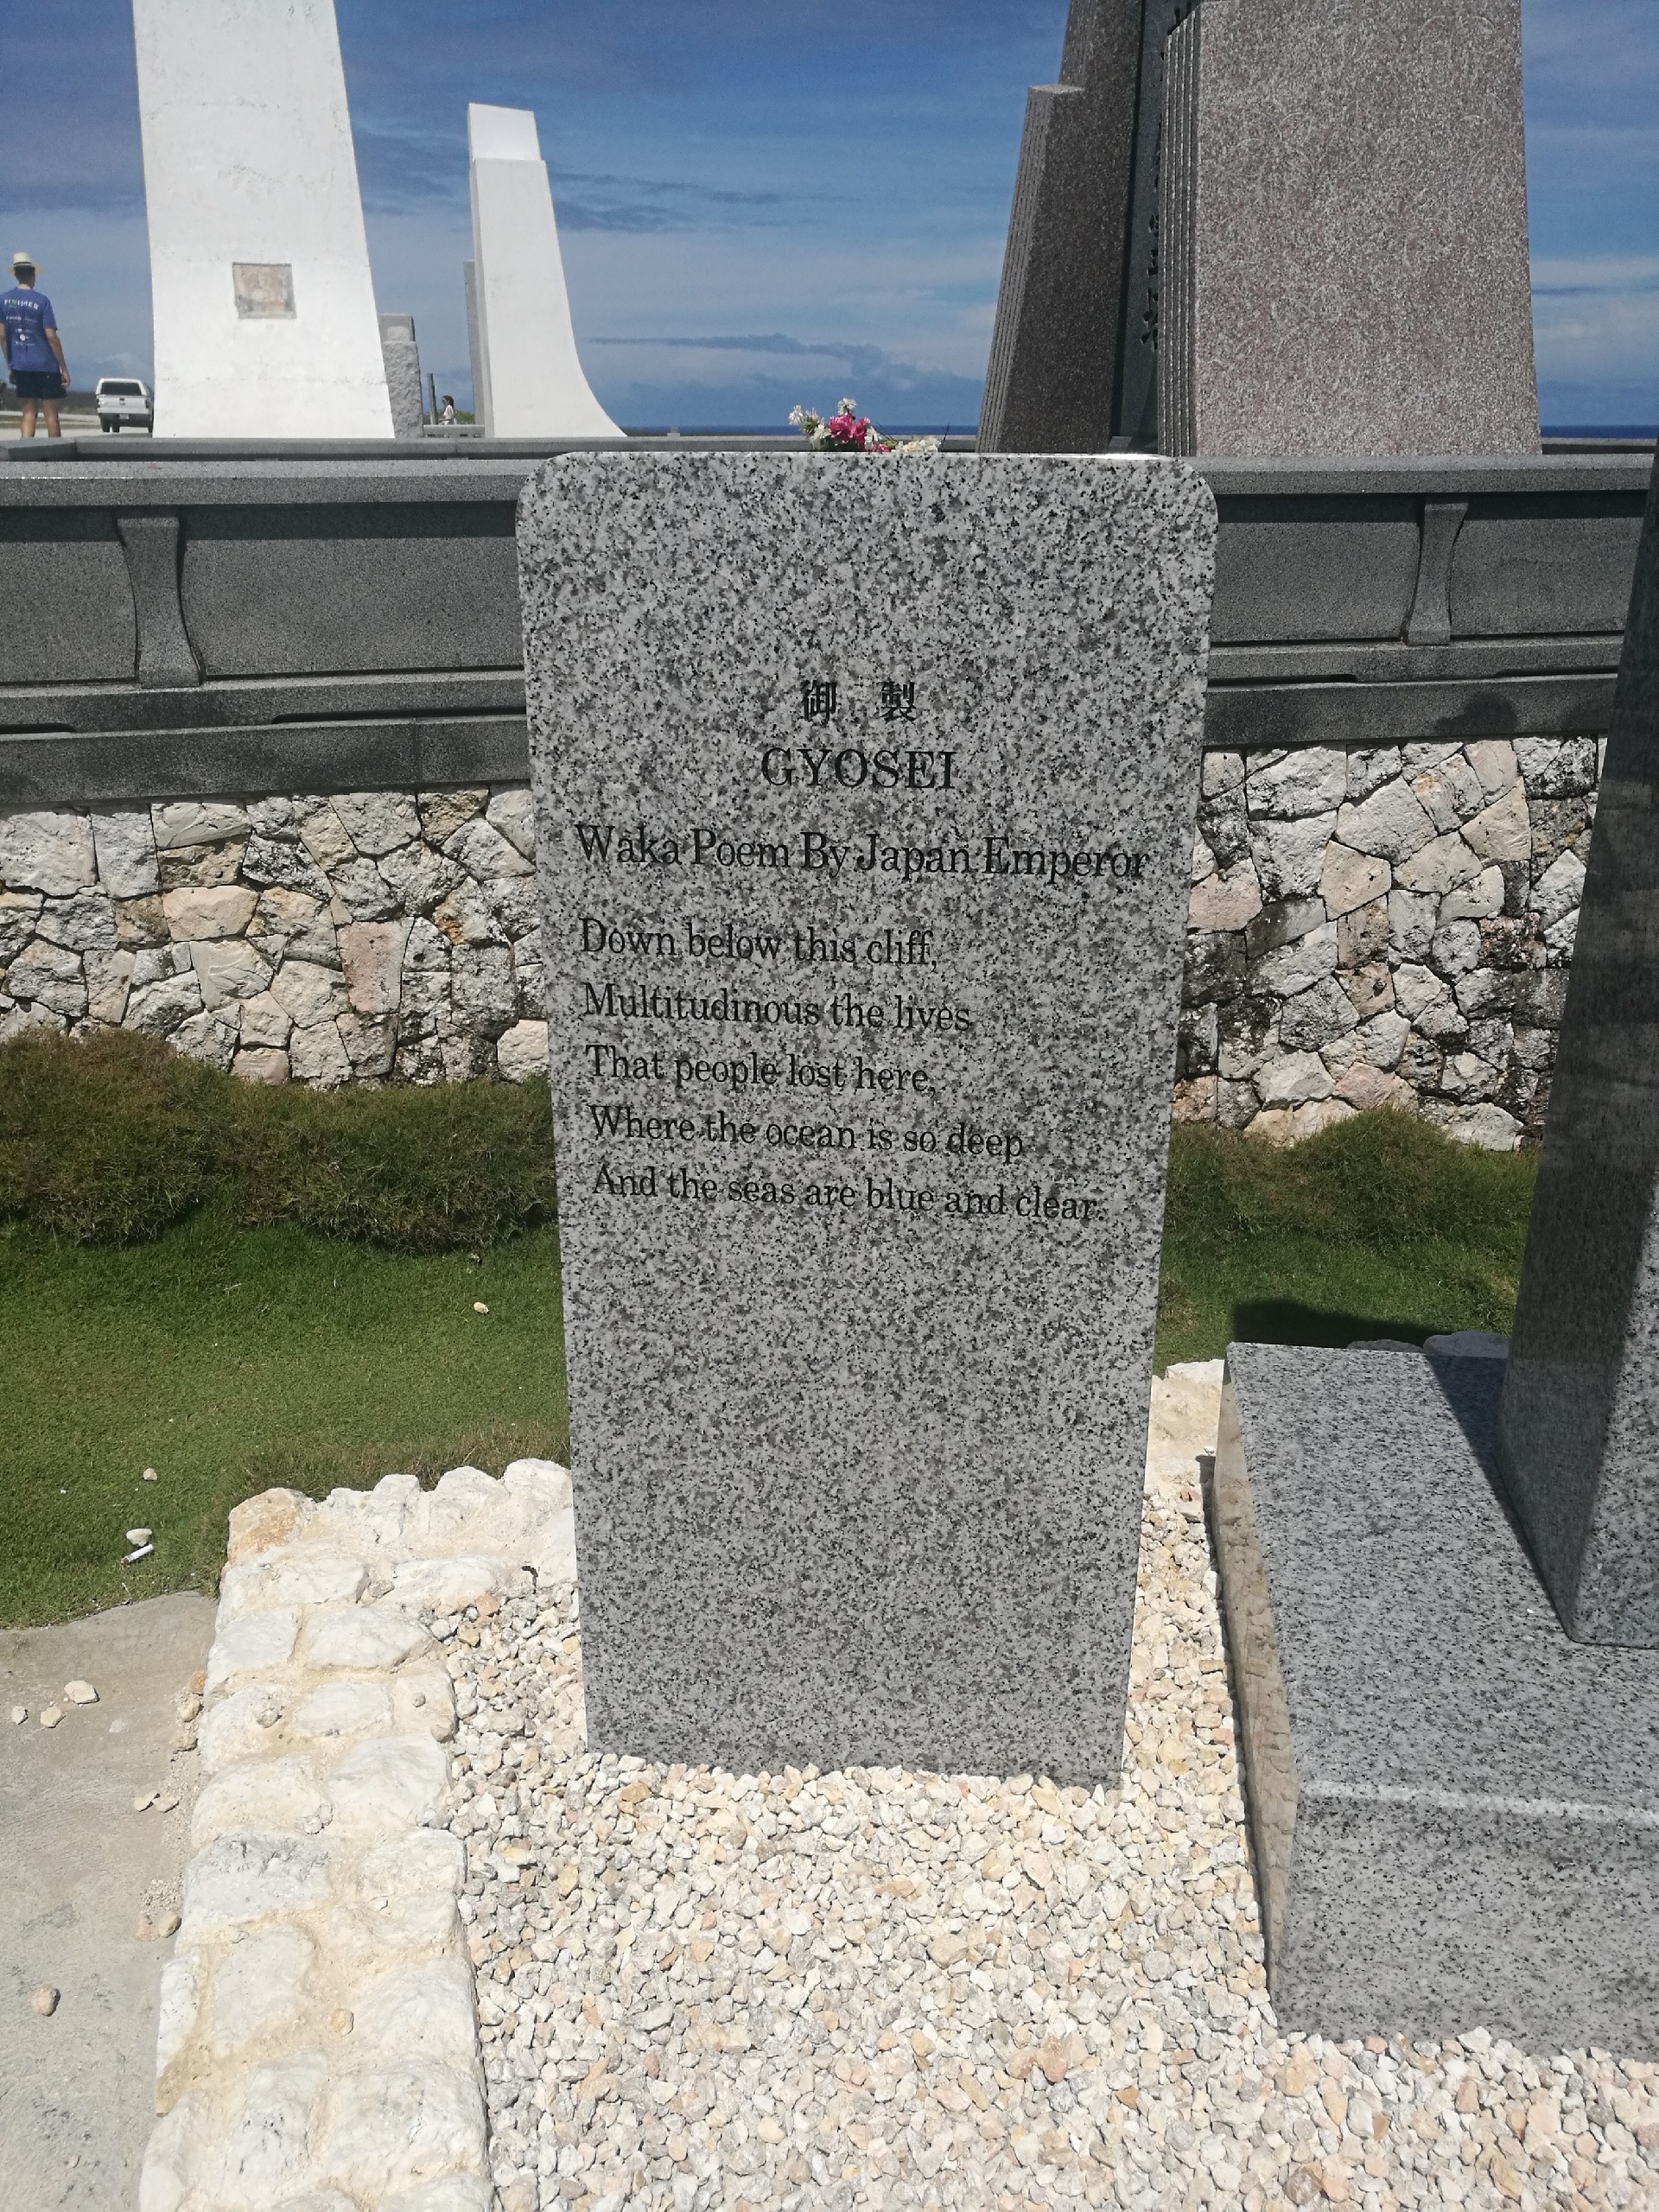 御 製
GYOSEI
Waka Poem By Japan Emperor
Down below this cliff,
Multitudinous the lives
That people lost here,
Where the ocean is so deep
And the seas are blue and clear.